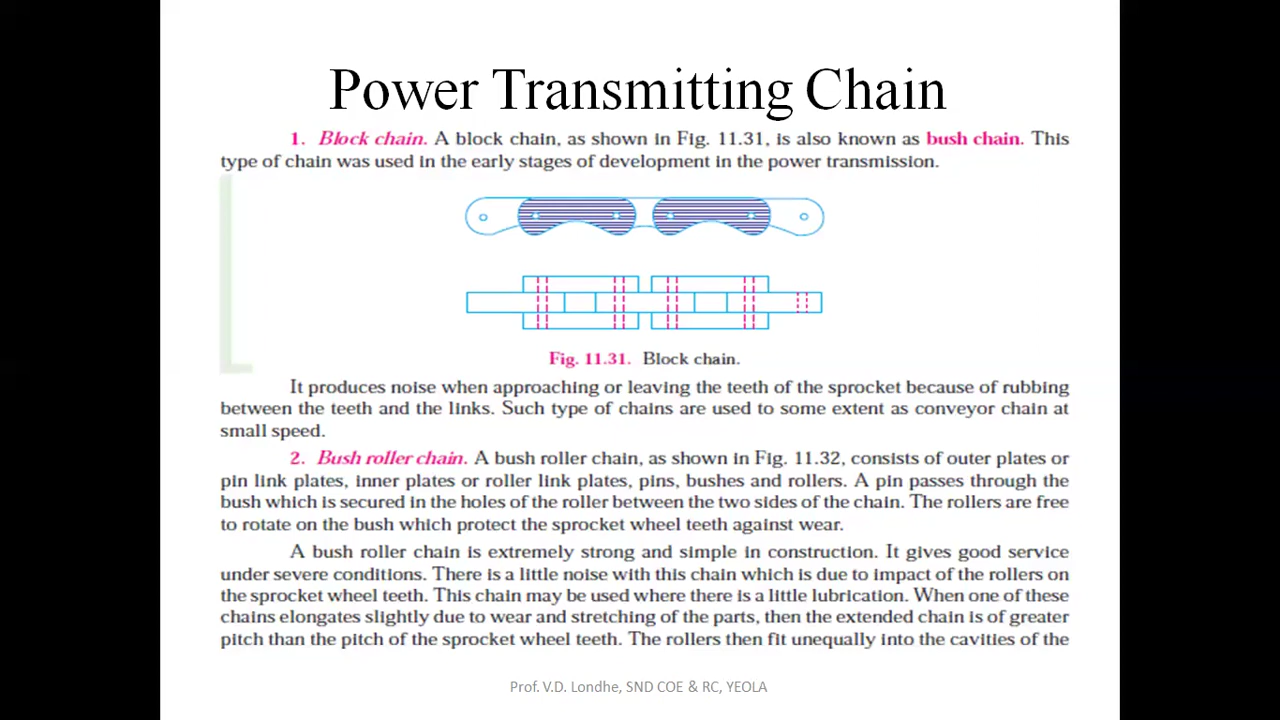 Power Transmitting Chain
1. Block chain. A block chain, as shown in Fig. 11.31, is also known as bush chain. This
type of chain was used in the early stages of development in the power transmission.
Fig. 11.31. Block chain.
It produces noise when approaching or leaving the teeth of the sprocket because of rubbing
between the teeth and the links. Such type of chains are used to some extent as conveyor chain at
small speed.
2. Bush roller chain. A bush roller chain, as shown in Fig. 11.32, consists of outer plates or
pin link plates, inner plates or roller link plates, pins, bushes and rollers. A pin passes through the
bush which is secured in the holes of the roller between the two sides of the chain. The rollers are free
to rotate on the bush which protect the sprocket wheel teeth against wear.
A bush roller chain is extremely strong and simple in construction. It gives good service
under severe conditions. There is a little noise with this chain which is due to impact of the rollers on
the sprocket wheel teeth. This chain may be used where there is a little lubrication. When one of these
chains elongates slightly due to wear and stretching of the parts, then the extended chain is of greater
pitch than the pitch of the sprocket wheel teeth. The rollers then fit unequally into the cavities of the
Prof. V.D. Londhe, SND COE & RC, YEOLA